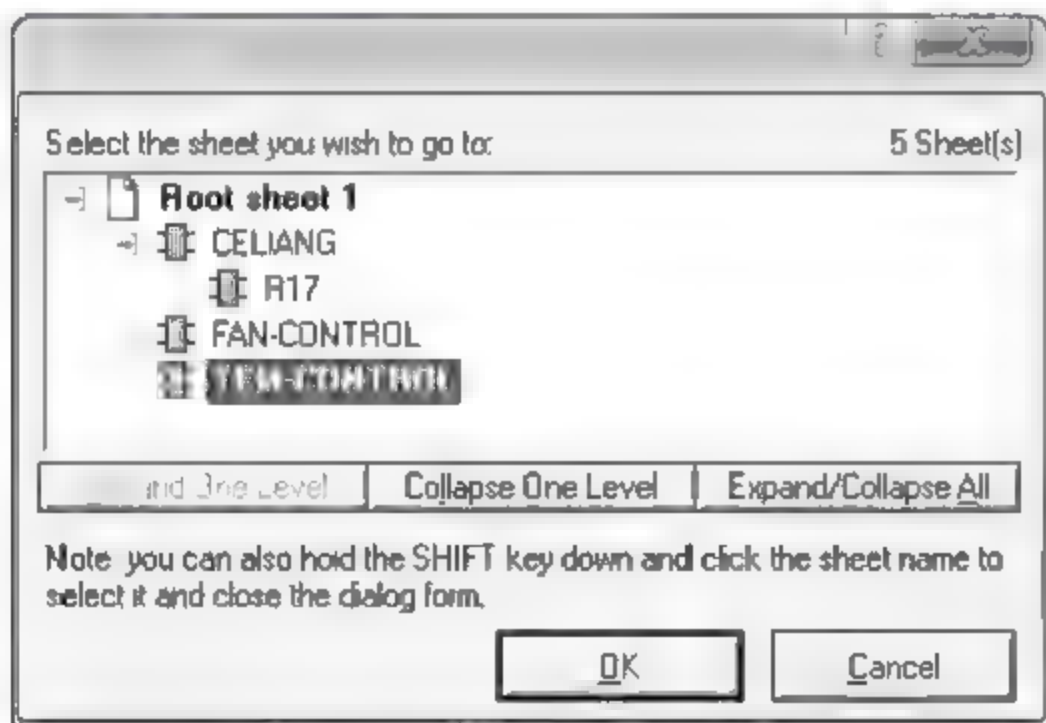 Select the sheet you wish to go to: 5 Sheet(s)
Root sheet 1
CELIANG
R17
FAN-CONTROL
One Level Collapse One Level Expand/Collapse All
Note you can also hold the SHIFT key down and click the sheet name to
select it and close the dialog form.
OK Cancel